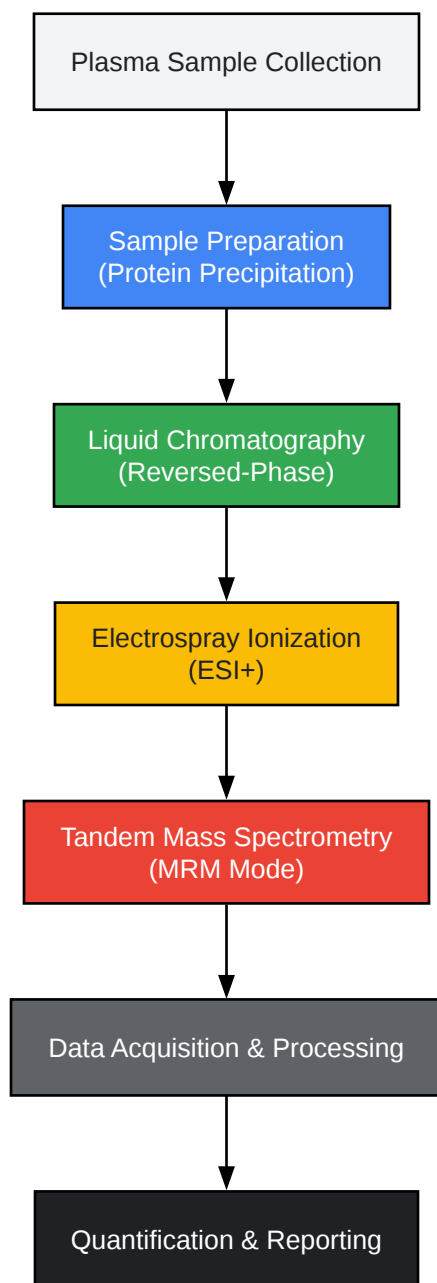 Plasma Sample Collection
Sample Preparation
(Protein Precipitation)
Liquid Chromatography
(Reversed-Phase)
Electrospray Ionization
(ESI+)
Tandem Mass Spectrometry
(MRM Mode)
Data Acquisition & Processing
Quantification & Reporting